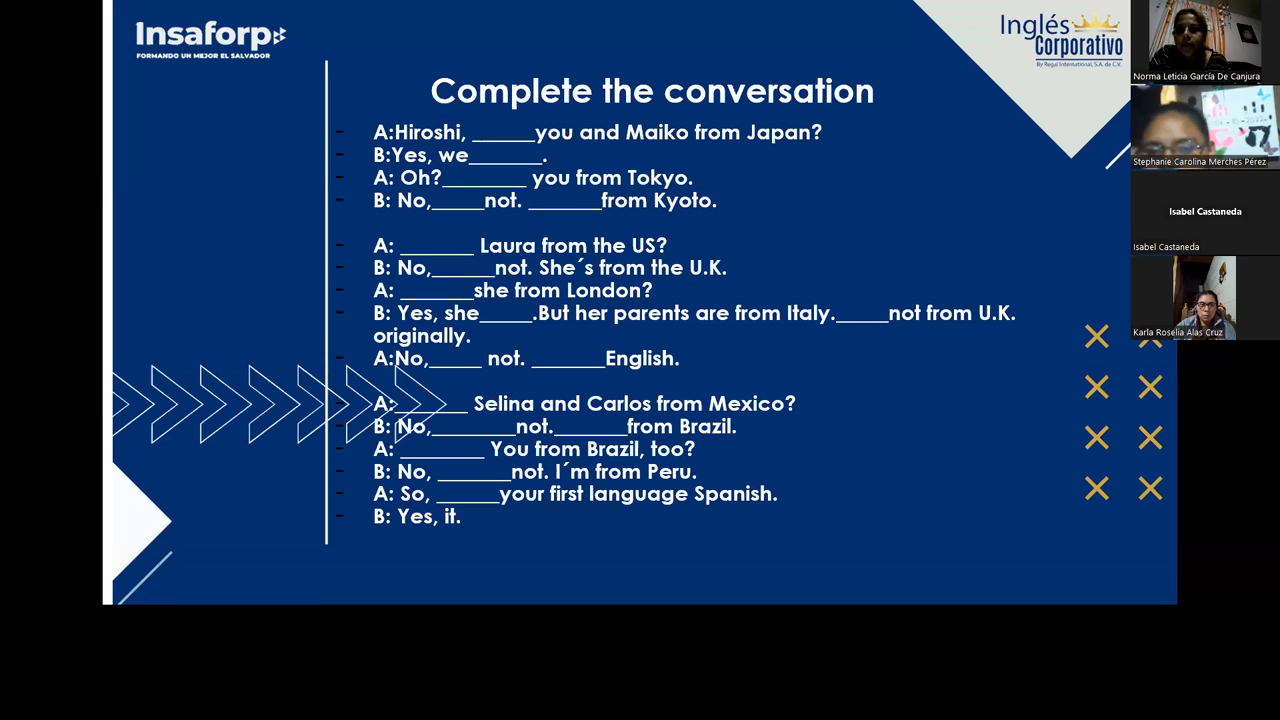 Insaforp
FORMANDO UN MEJOR EL SALVADOR
Inglés
Corporativo
By Regal International, S.A. de C.V.
Complete the conversation
- A:Hiroshi, ______you and Maiko from Japan?
- B:Yes, we_______.
- A: Oh?________ you from Tokyo.
- B: No,_____not. _______from Kyoto.
- A: _______ Laura from the US?
- B: No,______not. She´s from the U.K.
- A: _______she from London?
- B: Yes, she_____.But her parents are from Italy._____not from U.K.
originally.
- A:No,_____ not. _______English.
- A:_______ Selina and Carlos from Mexico?
- B: No,________not._______from Brazil.
- A: ________ You from Brazil, too?
- B: No, _______not. I´m from Peru.
- A: So, ______your first language Spanish.
- B: Yes, it.
Norma Leticia García De Canjura
Stephanie Carolina Merches Pérez
Isabel Castaneda
Isabel Castaneda
Karla Roselia Alas Cruz